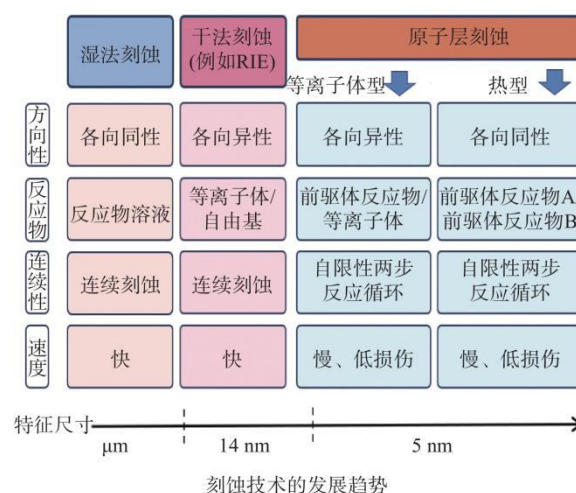 湿法刻蚀
干法刻蚀
(例如RIE)
原子层刻蚀
等离子体型
热型
方向性
各向同性
各向异性
各向异性
各向同性
反应物
反应物溶液
等离子体/
自由基
前驱体反应物/
等离子体
前驱体反应物A/
前驱体反应物B
连续性
连续刻蚀
连续刻蚀
自限性两步
反应循环
自限性两步
反应循环
速度
快
快
慢、低损伤
慢、低损伤
特征尺寸
μm
14 nm
5 nm
刻蚀技术的发展趋势